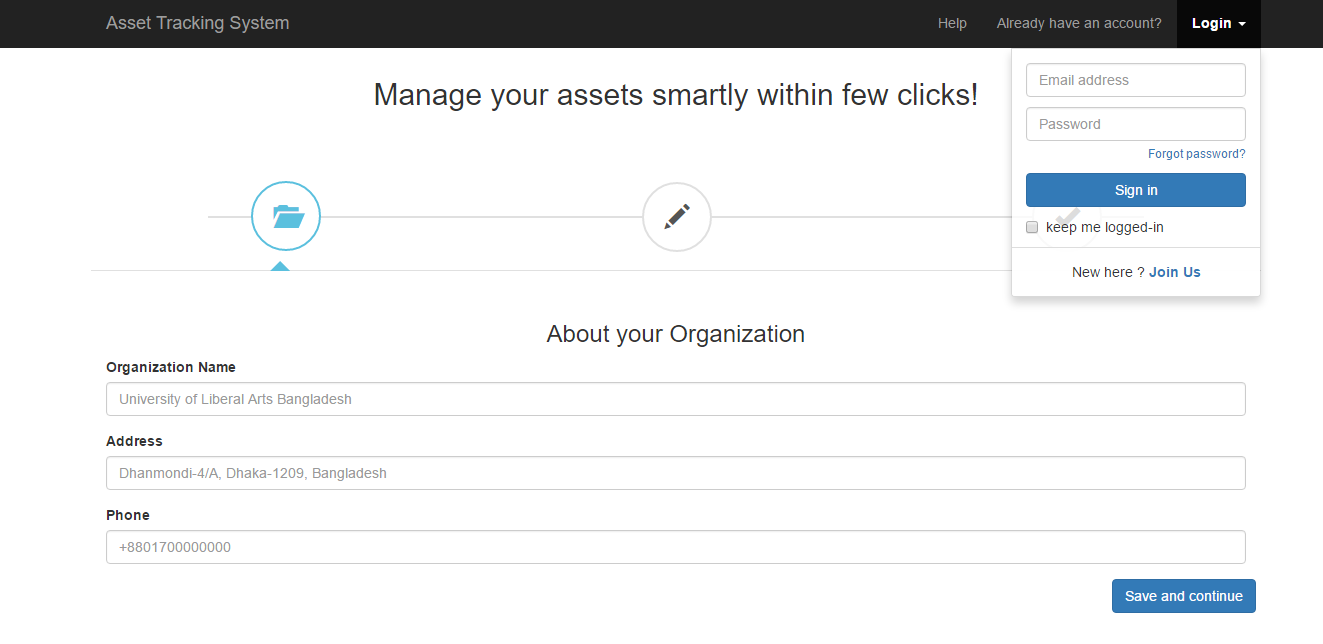 Asset Tracking System
Help
Already have an account?
Login
Manage your assets smartly within few clicks!
Email address
Password
Forgot password?
Sign in
keep me logged-in
New here ? Join Us
About your Organization
Organization Name
University of Liberal Arts Bangladesh
Address
Dhanmondi-4/A, Dhaka-1209, Bangladesh
Phone
+8801700000000
Save and continue